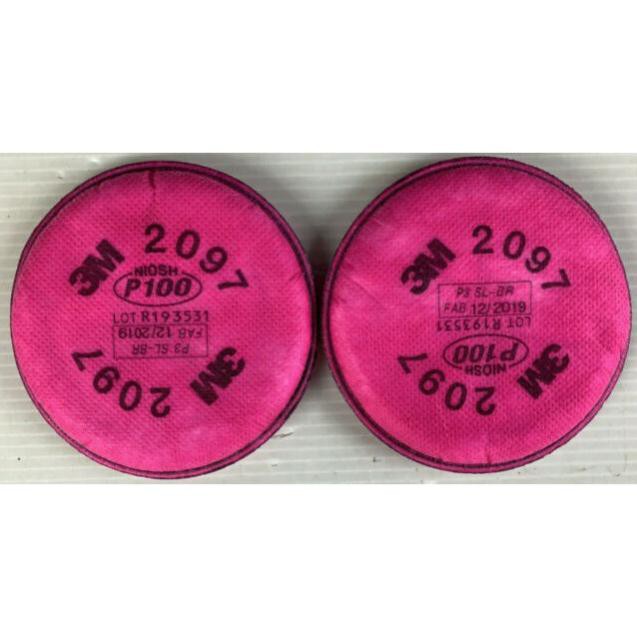 3M 2097
NIOSH
P100
LOT R193531
FAB 12/2019
P3 SL-BR
3M 2097
3M 2097
P3 SL-BR
FAB 12/2019
LOT R193531
P100
NIOSH
3M 2097